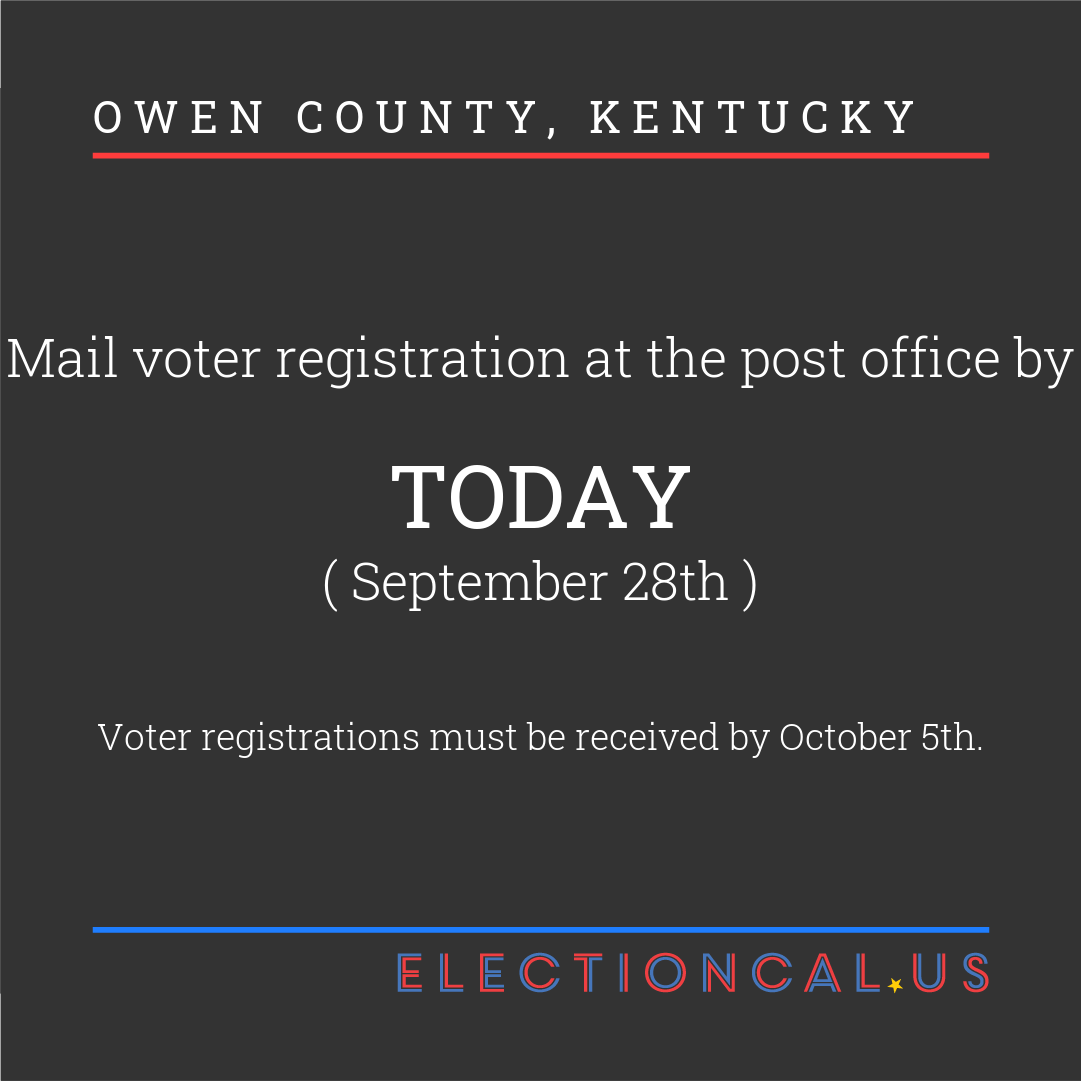 OWEN COUNTY, KENTUCKY
Mail voter registration at the post office by
TODAY
( September 28th )
Voter registrations must be received by October 5th.
ELECTIONCAL.US